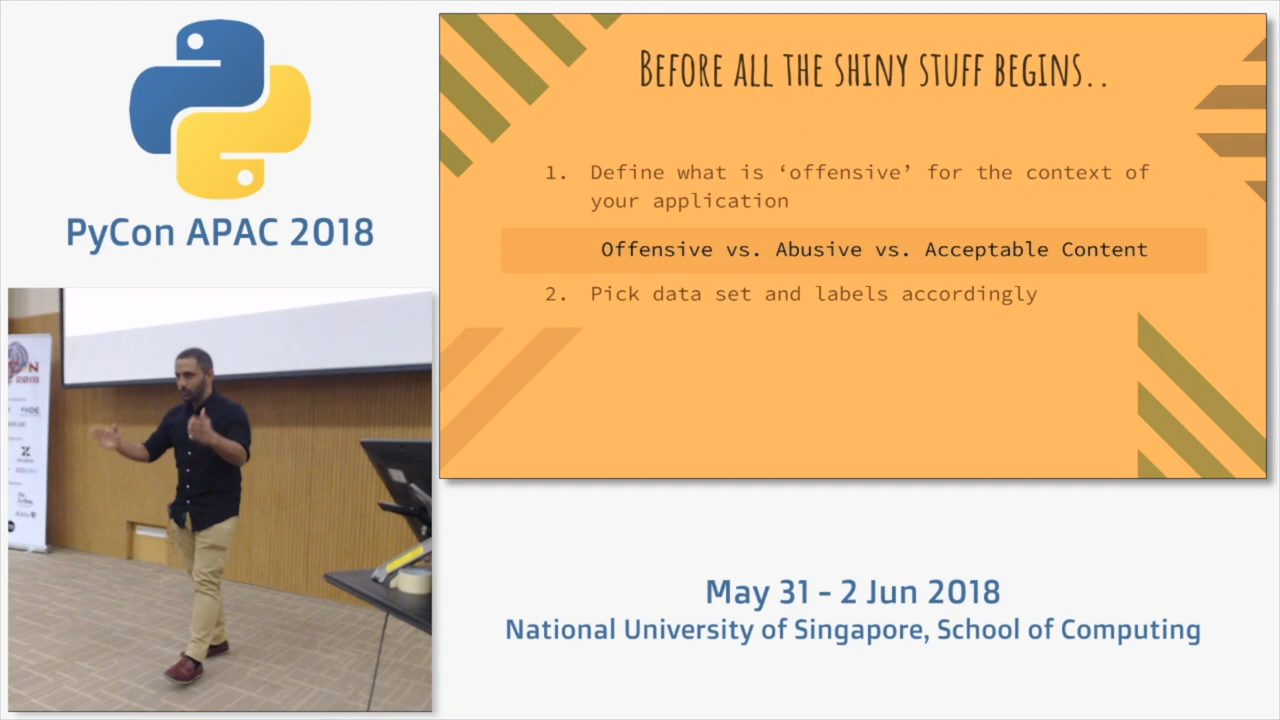 PyCon APAC 2018
BEFORE ALL THE SHINY STUFF BEGINS..
1. Define what is ‘offensive’ for the context of
your application
Offensive vs. Abusive vs. Acceptable Content
2. Pick data set and labels accordingly
May 31 - 2 Jun 2018
National University of Singapore, School of Computing